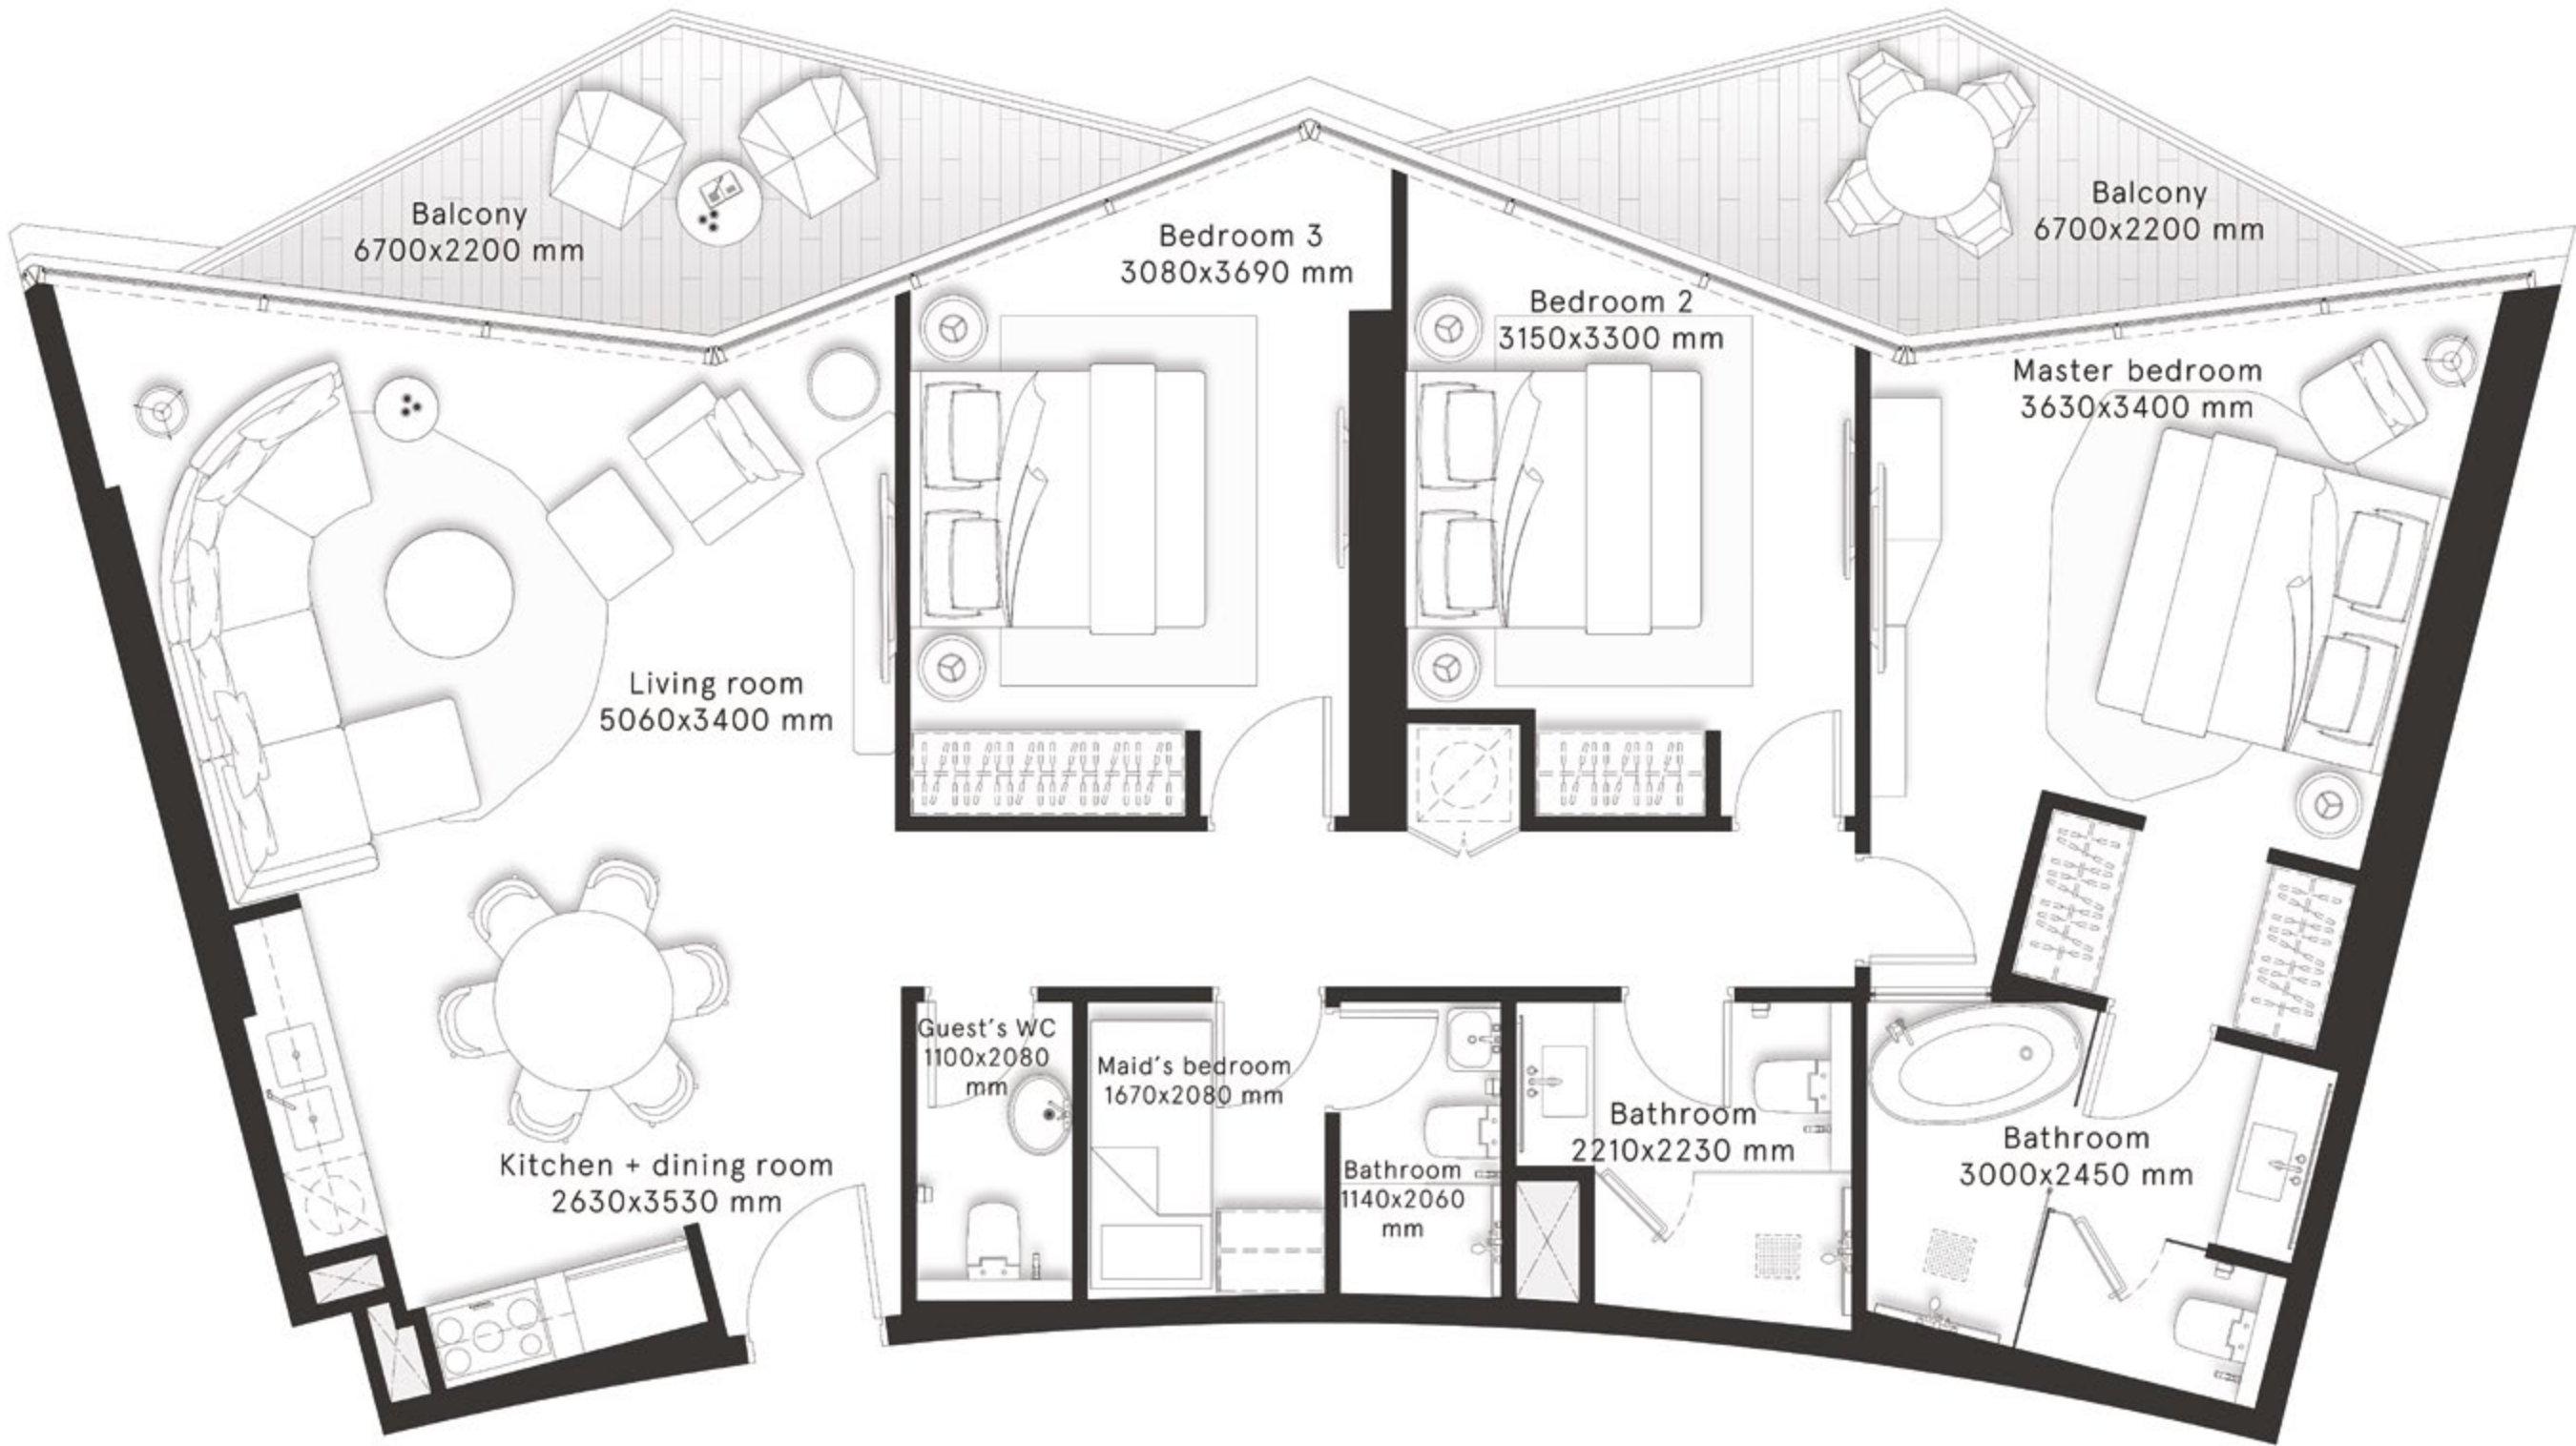 Balcony
6700x2200 mm
Balcony
6700x2200 mm
Bedroom 3
3080x3690 mm
Bedroom 2
3150x3300 mm
Master bedroom
3630x3400 mm
Living room
5060x3400 mm
Guest's WC
1100x2080
mm
Maid's bedroom
1670x2080 mm
Bathroom
2210x2230 mm
Bathroom
3000x2450 mm
Kitchen + dining room
2630x3530 mm
Bathroom
1140x2060
mm